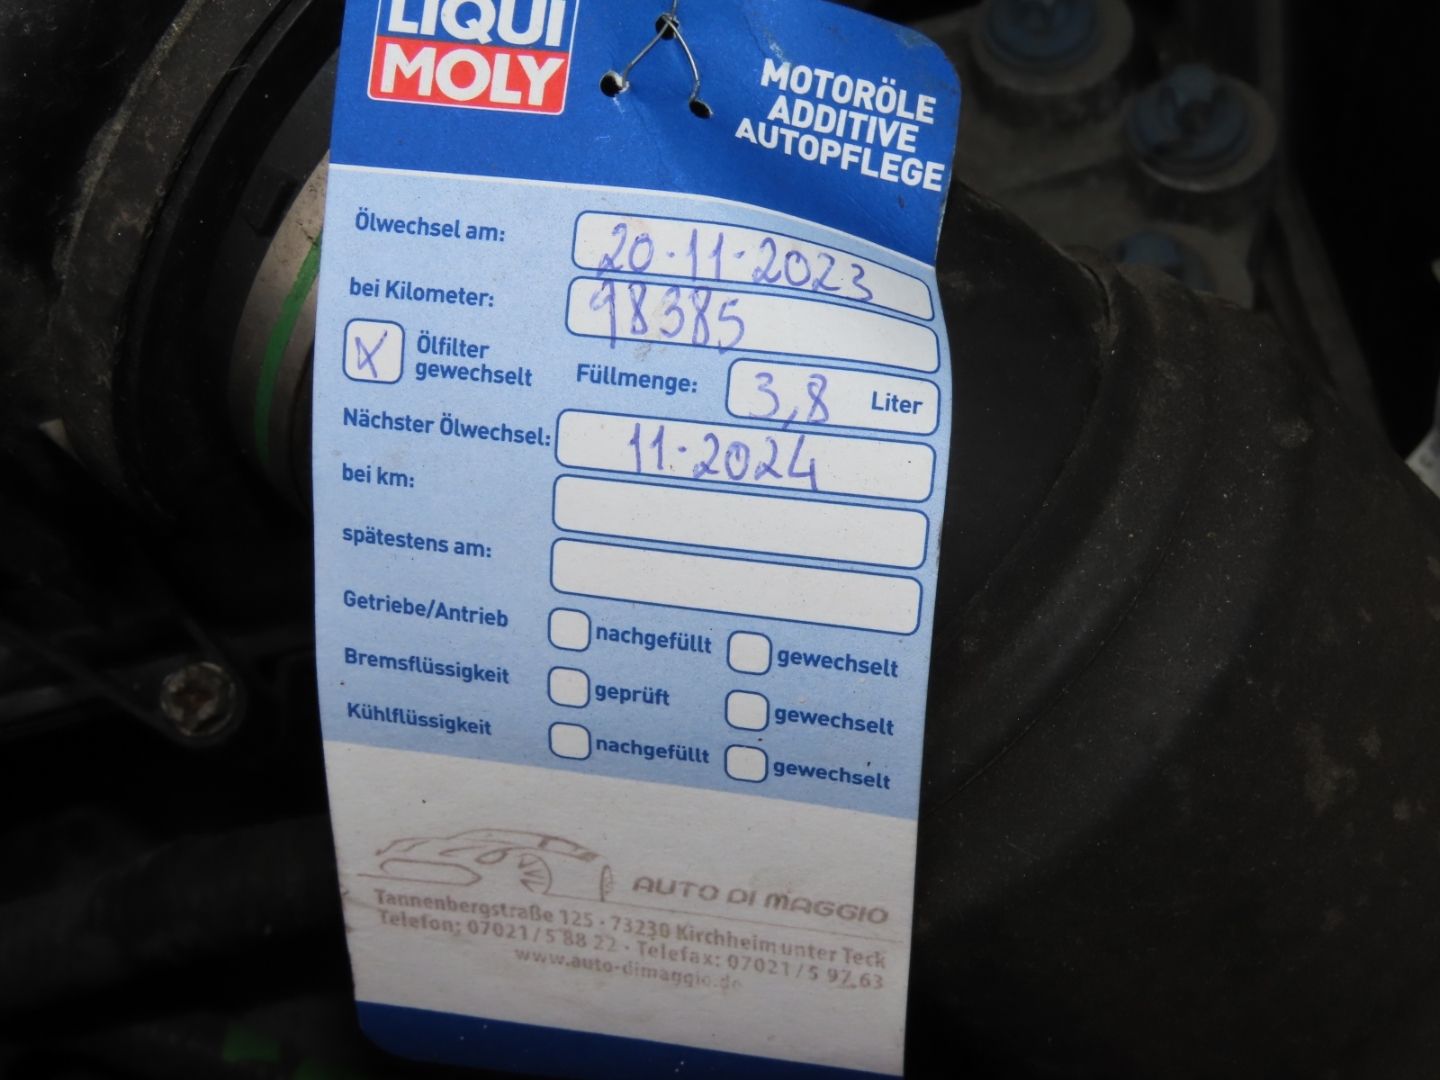 LIQUI
MOLY
MOTORÖLE
ADDITIVE
AUTOPFLEGE
Ölwechsel am: 20.11.2023
bei Kilometer: 98385
X Ölfilter gewechselt Füllmenge: 3,8 Liter
Nächster Ölwechsel: 11.2024
bei km:
spätestens am:
Getriebe/Antrieb nachgefüllt gewechselt
Bremsflüssigkeit geprüft gewechselt
Kühlflüssigkeit nachgefüllt gewechselt
AUTO DI MAGGIO
Tannenbergstraße 125 · 73230 Kirchheim unter Teck
Telefon: 07021/5 88 22 · Telefax: 07021/5 97 63
www.auto-dimaggio.de